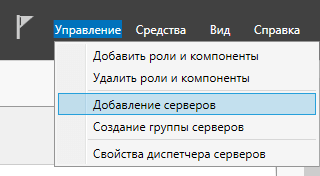 Управление Средства Вид Справка
Добавить роли и компоненты
Удалить роли и компоненты
Добавление серверов
Создание группы серверов
Свойства диспетчера серверов